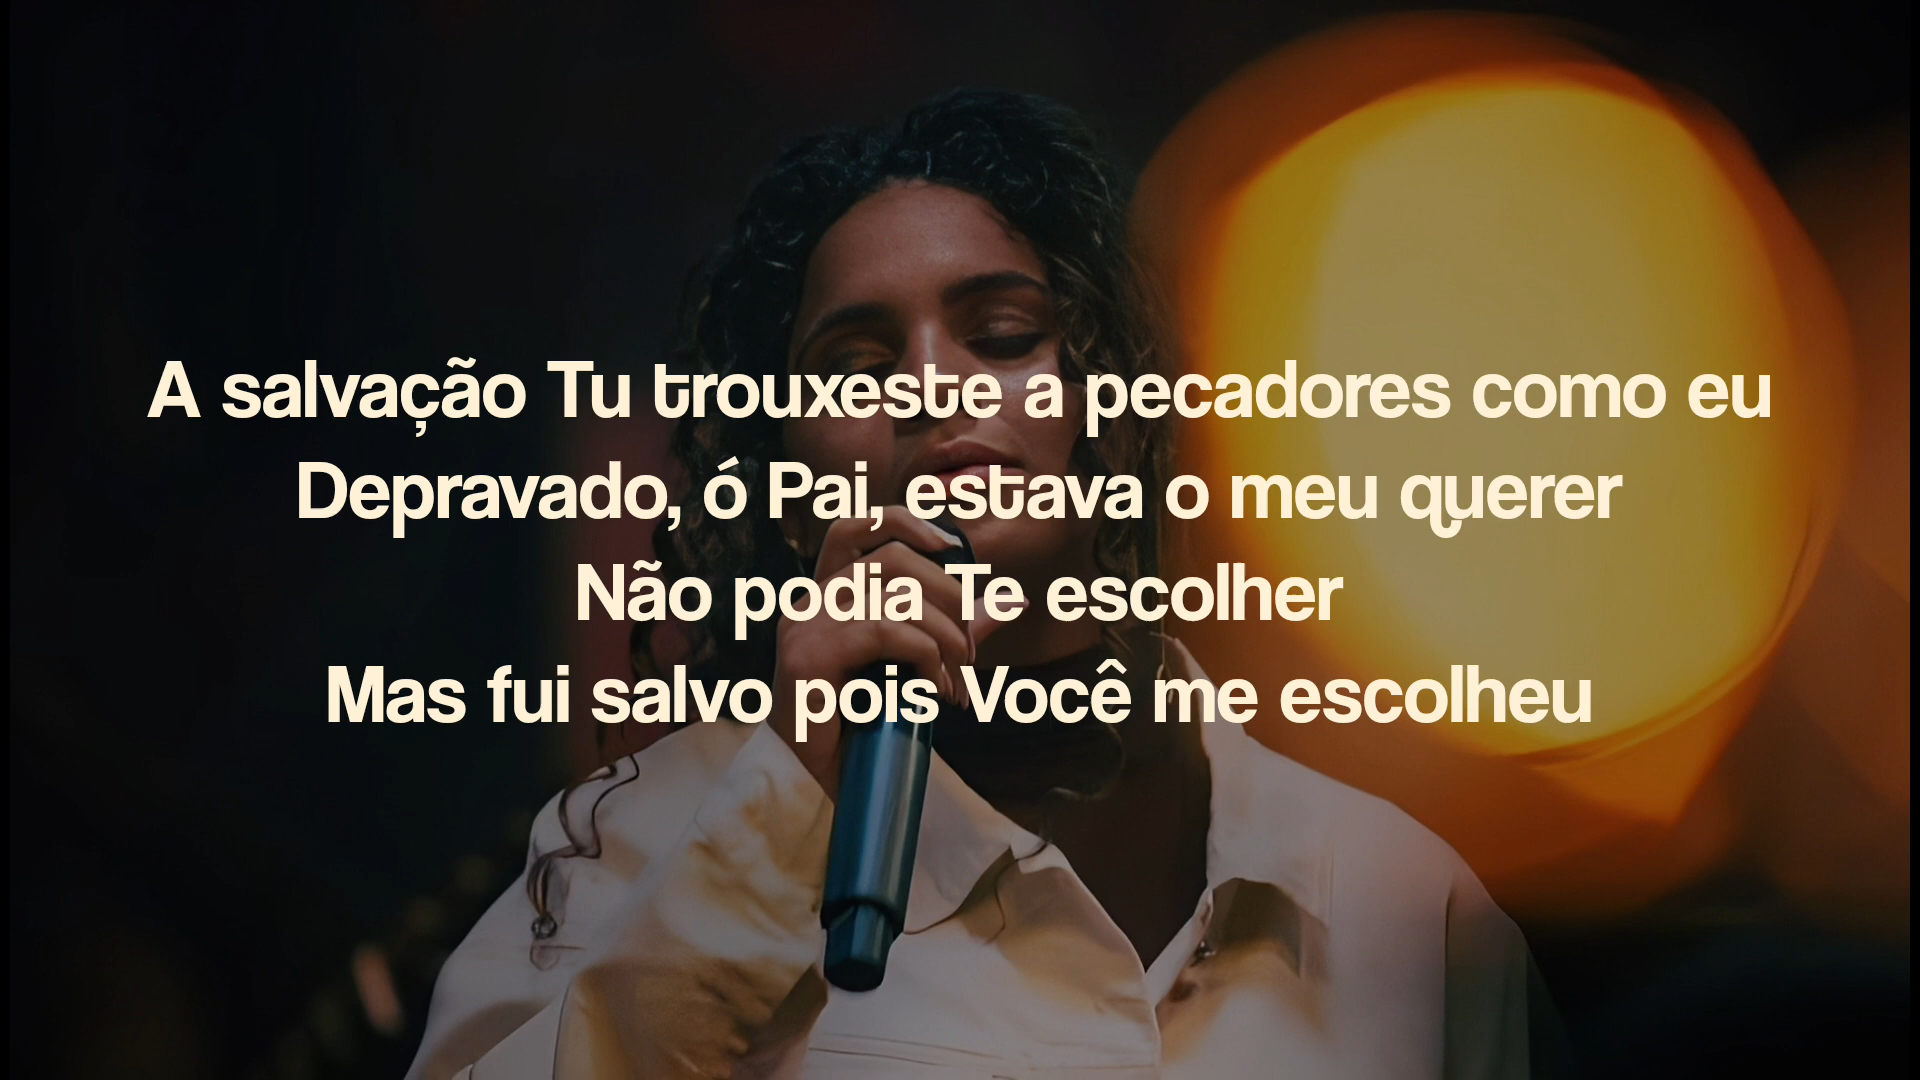 A salvação Tu trouxeste a pecadores como eu
Depravado, ó Pai, estava o meu querer
Não podia Te escolher
Mas fui salvo pois Você me escolheu